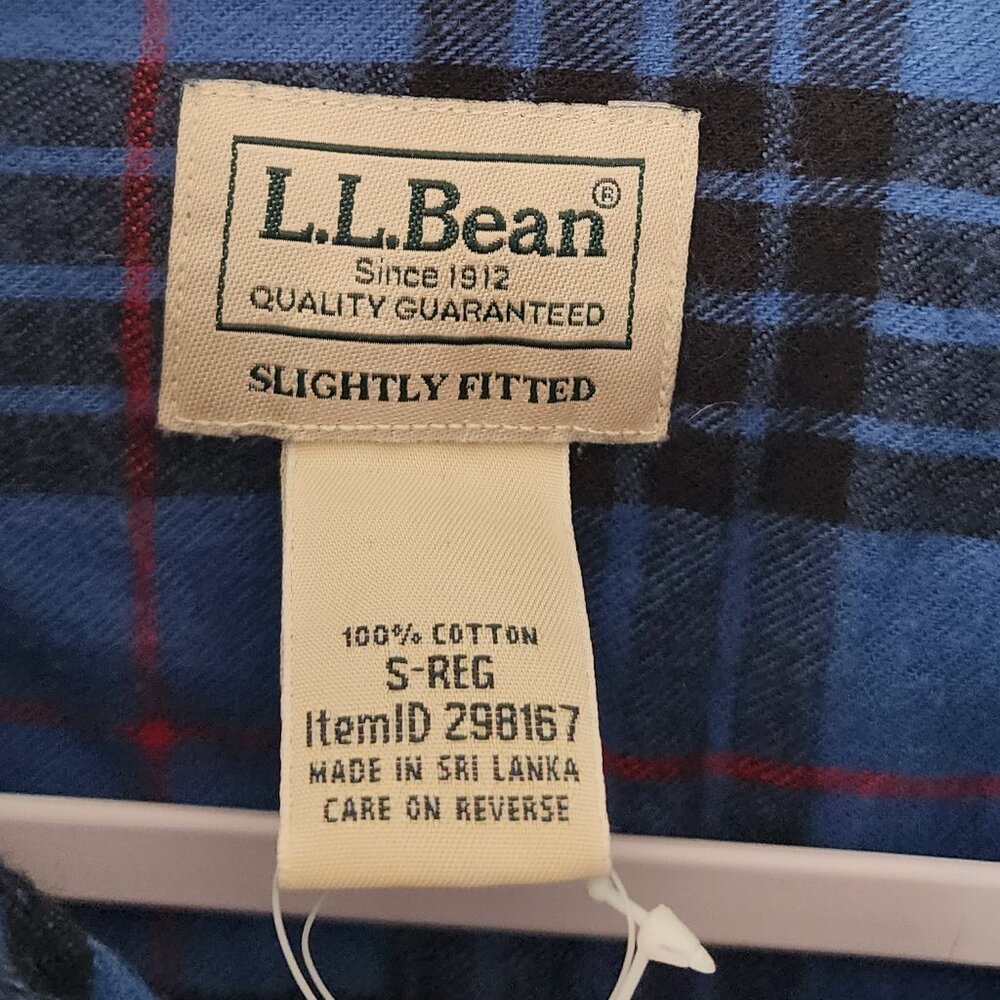 L.L.Bean®
Since 1912
QUALITY GUARANTEED
SLIGHTLY FITTED
100% COTTON
S-REG
ItemID 298167
MADE IN SRI LANKA
CARE ON REVERSE